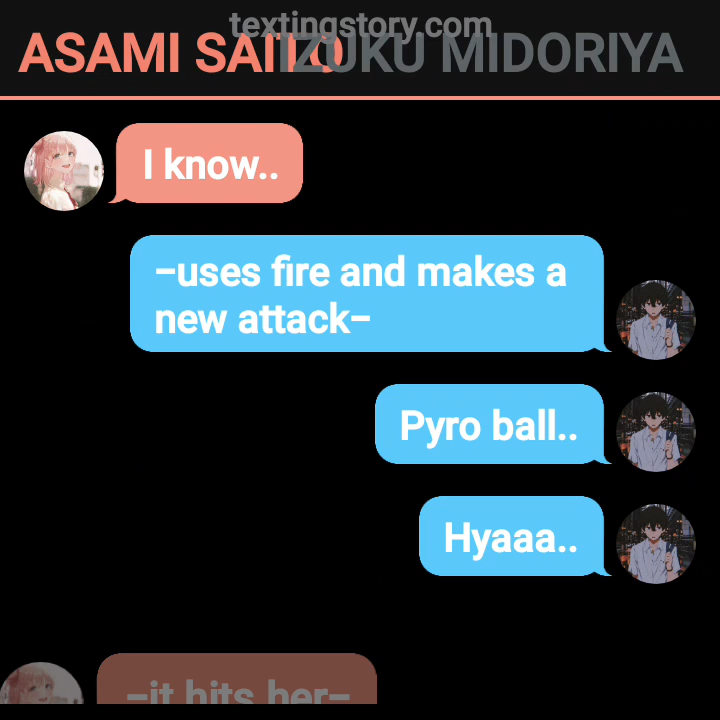 textingstory.com
ASAMI SAITO
IZUKU MIDORIYA
I know..
–uses fire and makes a
new attack–
Pyro ball..
Hyaaa..
–it hits her–